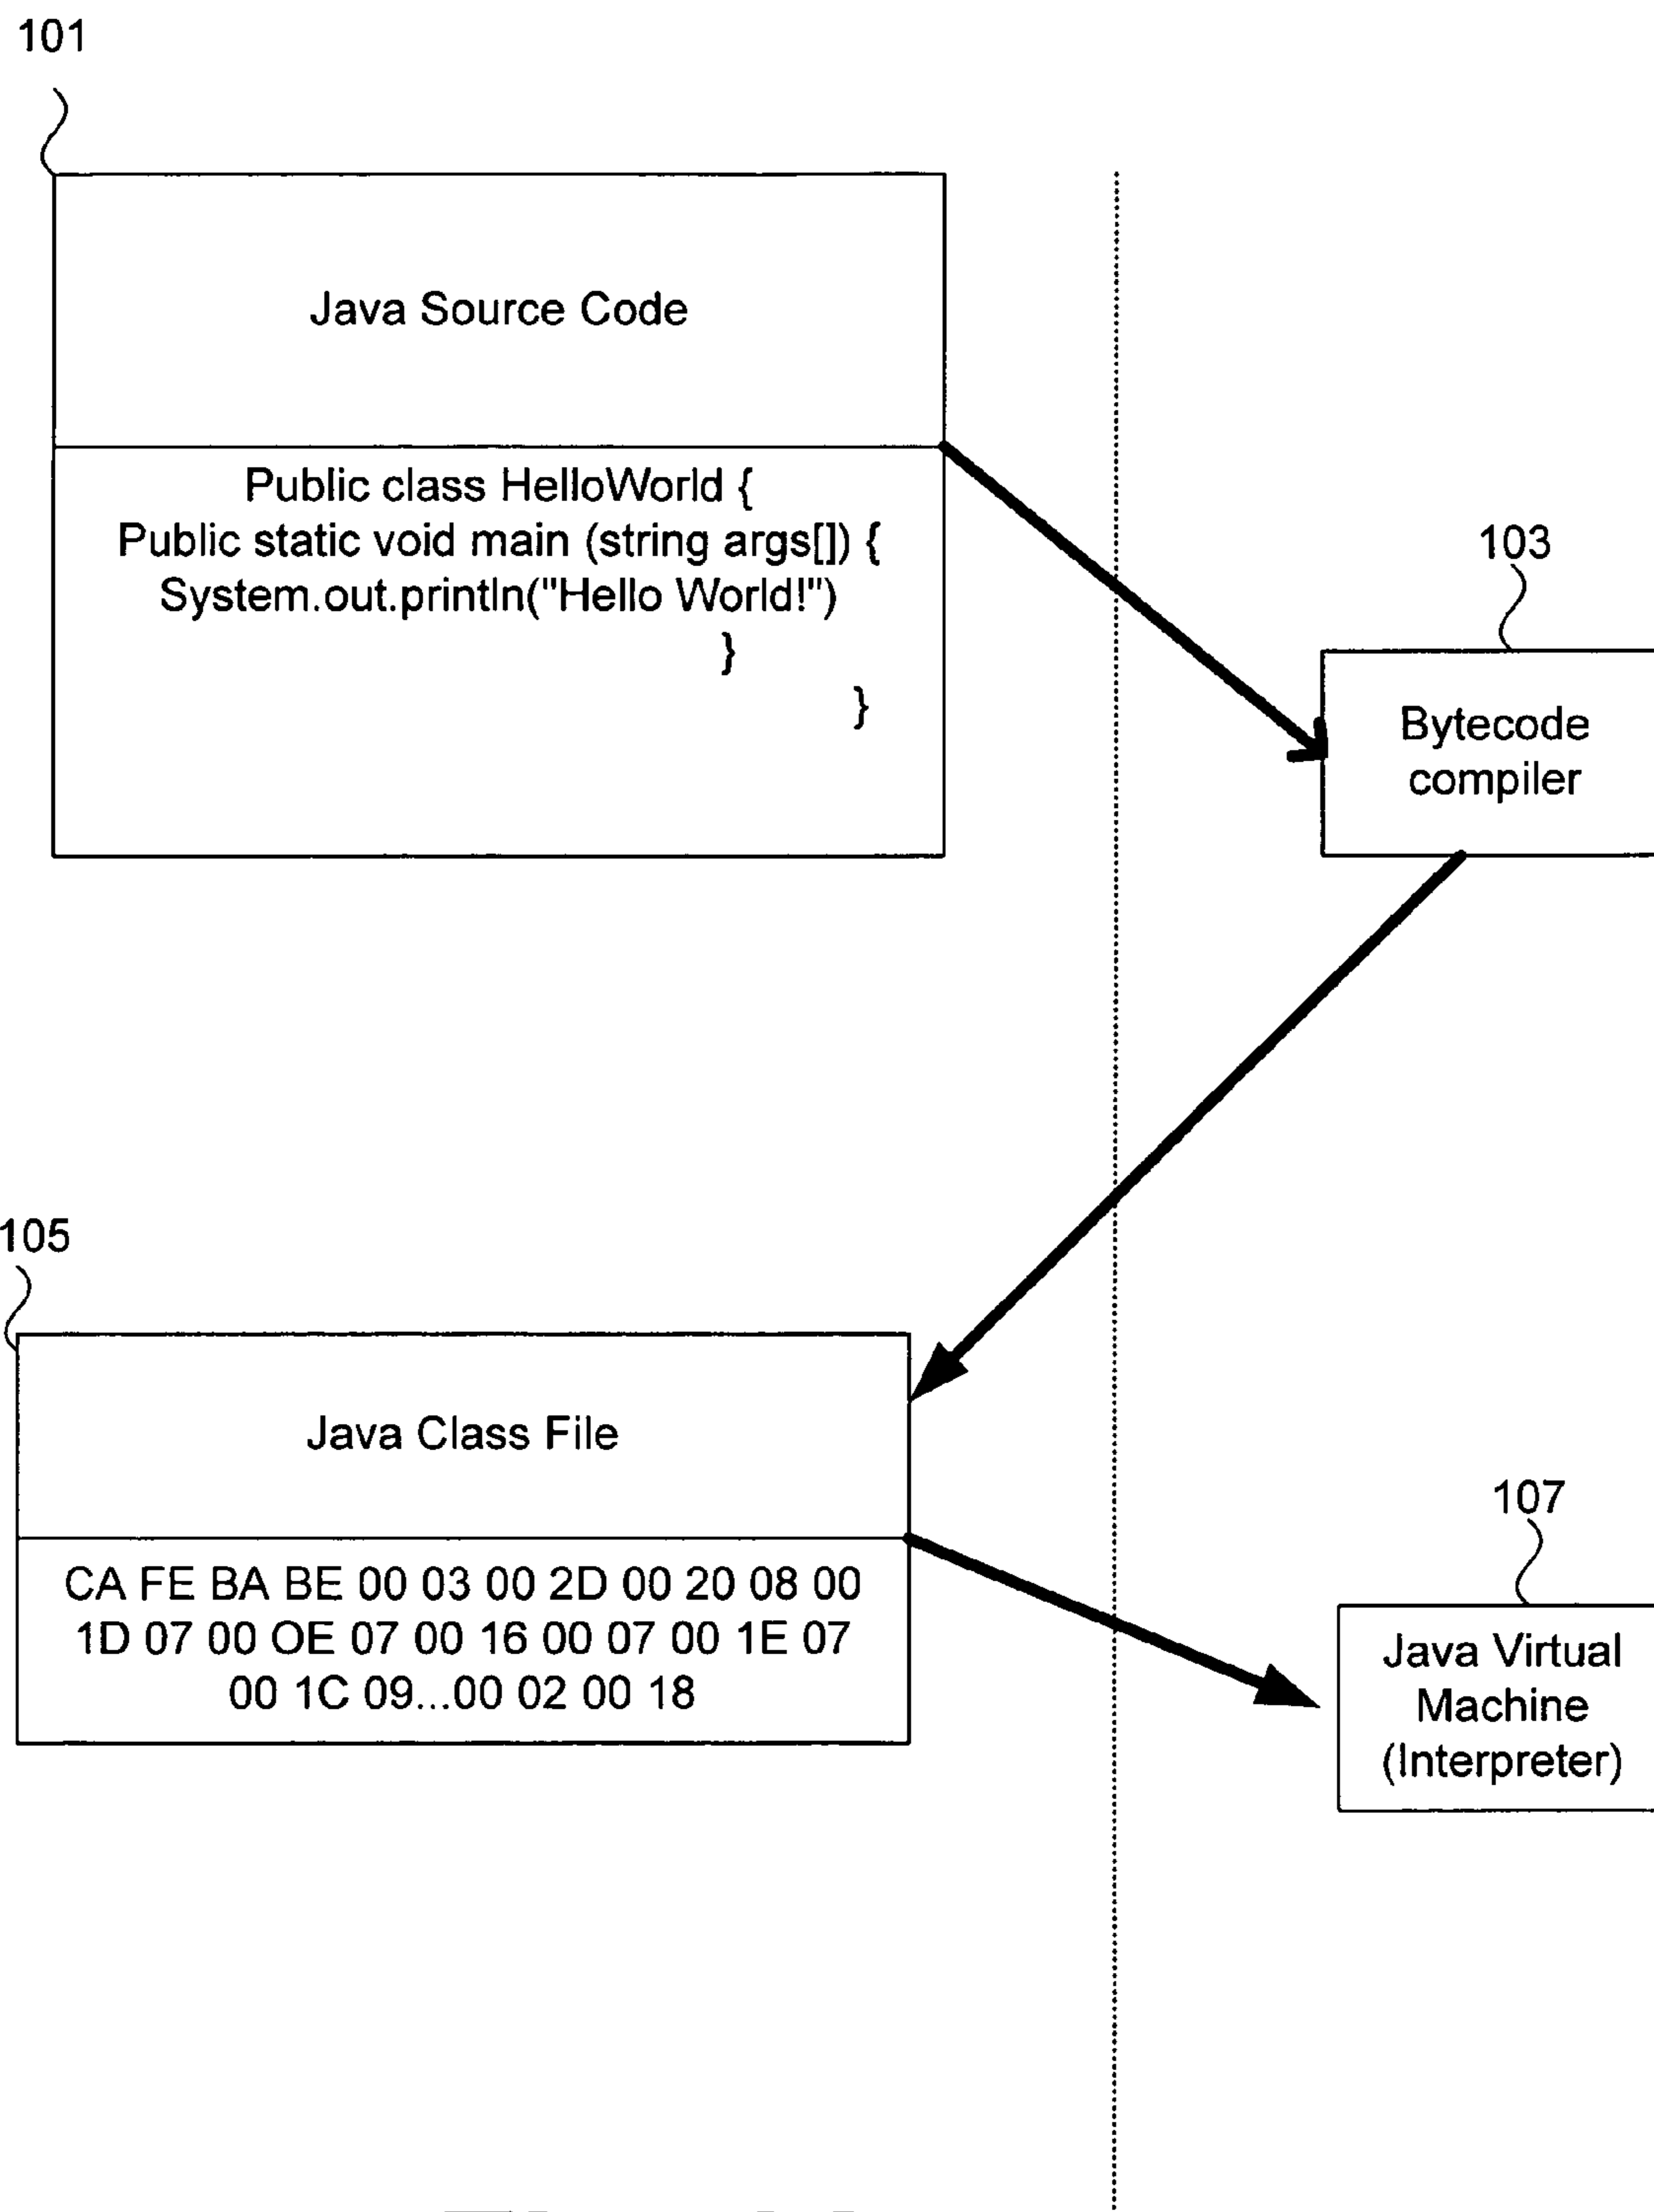 101
Java Source Code
Public class HelloWorld {
Public static void main (string args[]) {
System.out.println("Hello World!")
}
}
103
Bytecode
compiler
105
Java Class File
CA FE BA BE 00 03 00 2D 00 20 08 00
1D 07 00 OE 07 00 16 00 07 00 1E 07
00 1C 09...00 02 00 18
107
Java Virtual
Machine
(Interpreter)